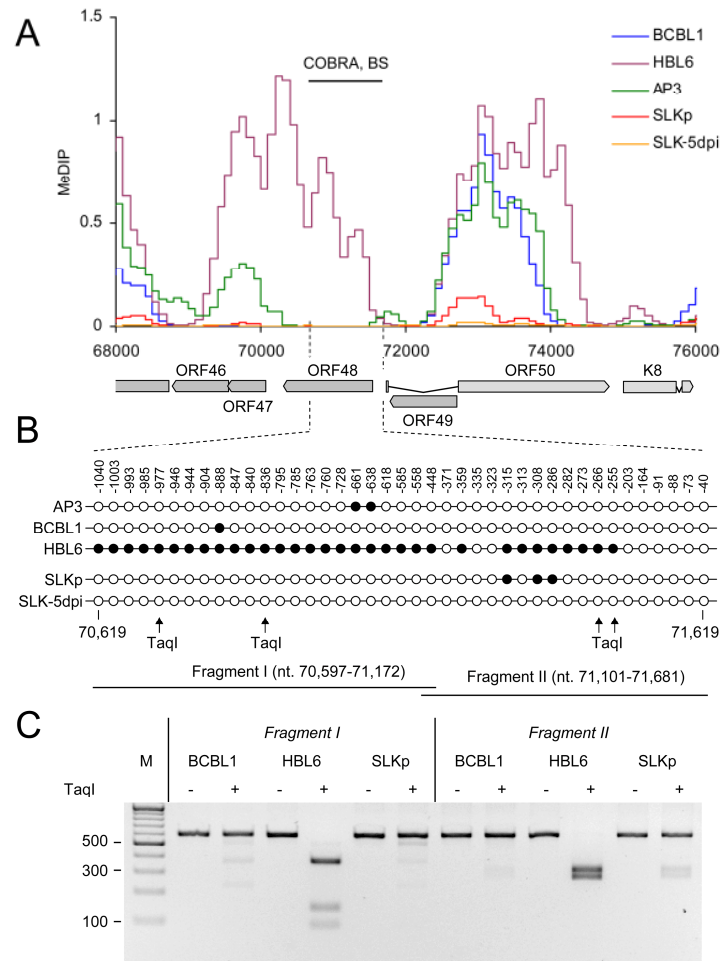 A
1.5
1
0.5
0
MeDIP
COBRA, BS
BCBL1
HBL6
AP3
SLKp
SLK-5dpi
68000 70000 72000 74000 76000
ORF46 ORF48 ORF50 K8
ORF47 ORF49
B
-1040 -1003 -993 -985 -977 -946 -944 -904 -888 -847 -840 -836 -795 -785 -763 -760 -728 -661 -638 -618 -585 -558 -448 -371 -359 -335 -323 -315 -313 -308 -286 -282 -273 -266 -255 -203 -164 -91 -88 -73 -40
AP3
BCBL1
HBL6
SLKp
SLK-5dpi
70,619 TaqI TaqI TaqI 71,619
Fragment I (nt. 70,597-71,172) Fragment II (nt. 71,101-71,681)
C
Fragment I Fragment II
M BCBL1 HBL6 SLKp BCBL1 HBL6 SLKp
TaqI - + - + - + - + - + - +
500
300
100